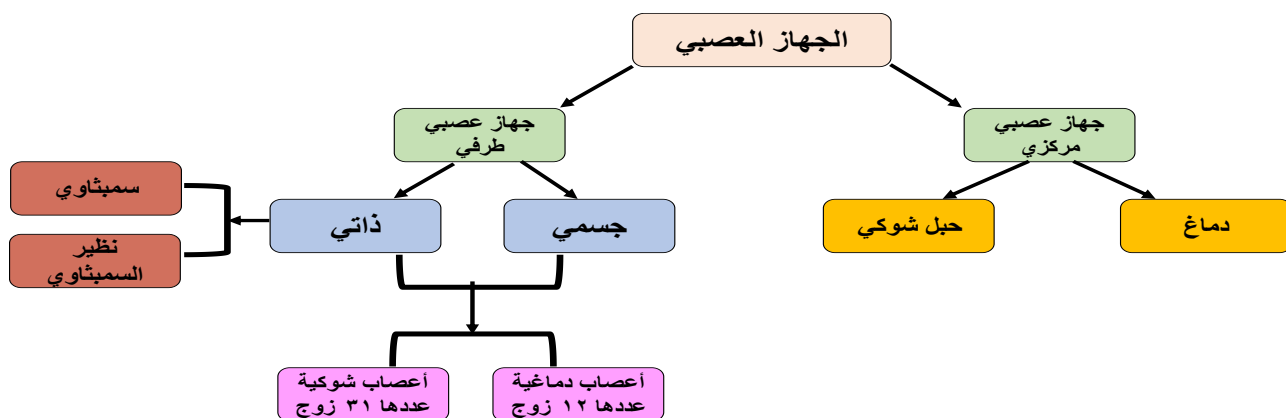 الجهاز العصبي
جهاز عصبي
مركزي
جهاز عصبي
طرفي
دماغ
حبل شوكي
جسمي
ذاتي
سمبثاوي
نظير
السمبثاوي
أعصاب دماغية
عددها ١٢ زوج
أعصاب شوكية
عددها ٣١ زوج